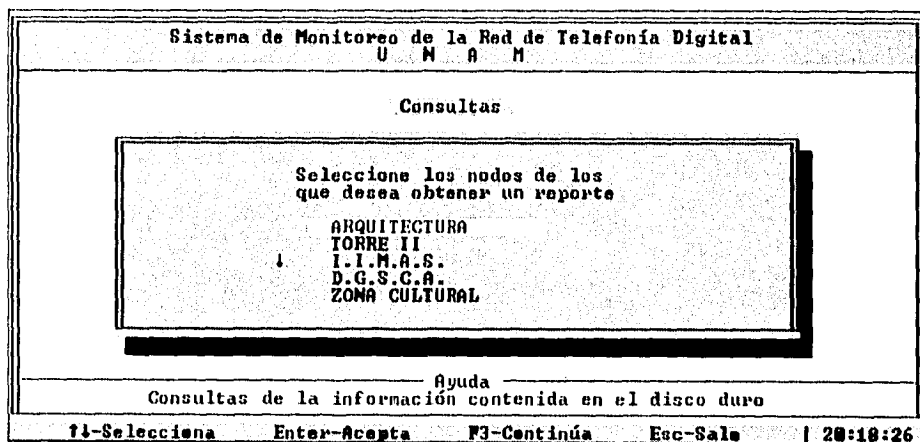 Sistema de Monitoreo de la Red de Telefonía Digital
U N A M
Consultas
Seleccione los nodos de los
que desea obtener un reporte
ARQUITECTURA
TORRE II
↓ I.I.M.A.S.
D.G.S.C.A.
ZONA CULTURAL
Ayuda
Consultas de la información contenida en el disco duro
↑↓-Selecciona Enter-Acepta F3-Continúa Esc-Sale | 20:18:26